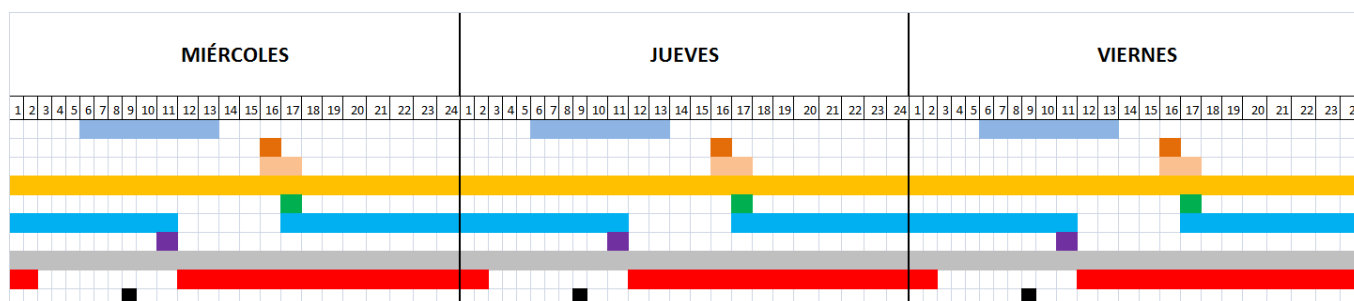 MIÉRCOLES JUEVES VIERNES
1 2 3 4 5 6 7 8 9 10 11 12 13 14 15 16 17 18 19 20 21 22 23 24 1 2 3 4 5 6 7 8 9 10 11 12 13 14 15 16 17 18 19 20 21 22 23 24 1 2 3 4 5 6 7 8 9 10 11 12 13 14 15 16 17 18 19 20 21 22 23